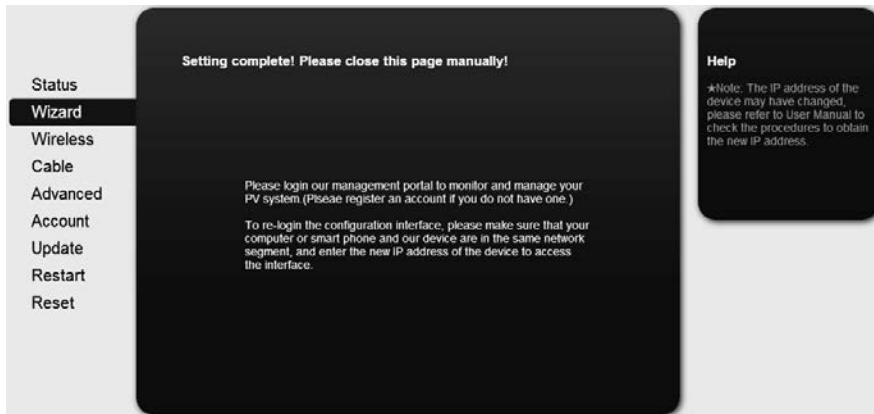 Status
Wizard
Wireless
Cable
Advanced
Account
Update
Restart
Reset
Setting complete! Please close this page manually!
Please login our management portal to monitor and manage your
PV system.(Plseae register an account if you do not have one.)
To re-login the configuration interface, please make sure that your
computer or smart phone and our device are in the same network
segment, and enter the new IP address of the device to access
the interface.
Help
★Note: The IP address of the
device may have changed,
please refer to User Manual to
check the procedures to obtain
the new IP address.